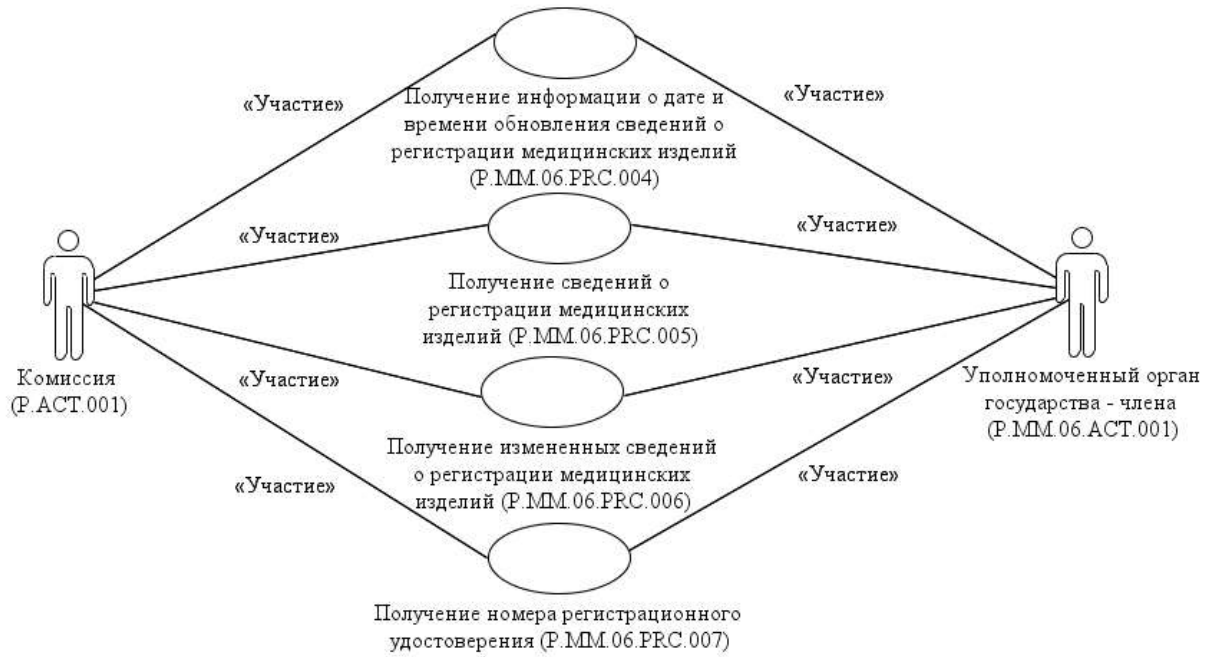 «Участие»
«Участие»
Получение информации о дате и
времени обновления сведений о
регистрации медицинских изделий
(P.MM.06.PRC.004)
«Участие»
«Участие»
Получение сведений о
регистрации медицинских
изделий (P.MM.06.PRC.005)
Комиссия
(P.ACT.001)
«Участие»
«Участие»
Уполномоченный орган
государства - члена
(P.MM.06.ACT.001)
Получение измененных сведений
о регистрации медицинских
изделий (P.MM.06.PRC.006)
«Участие»
«Участие»
Получение номера регистрационного
удостоверения (P.MM.06.PRC.007)